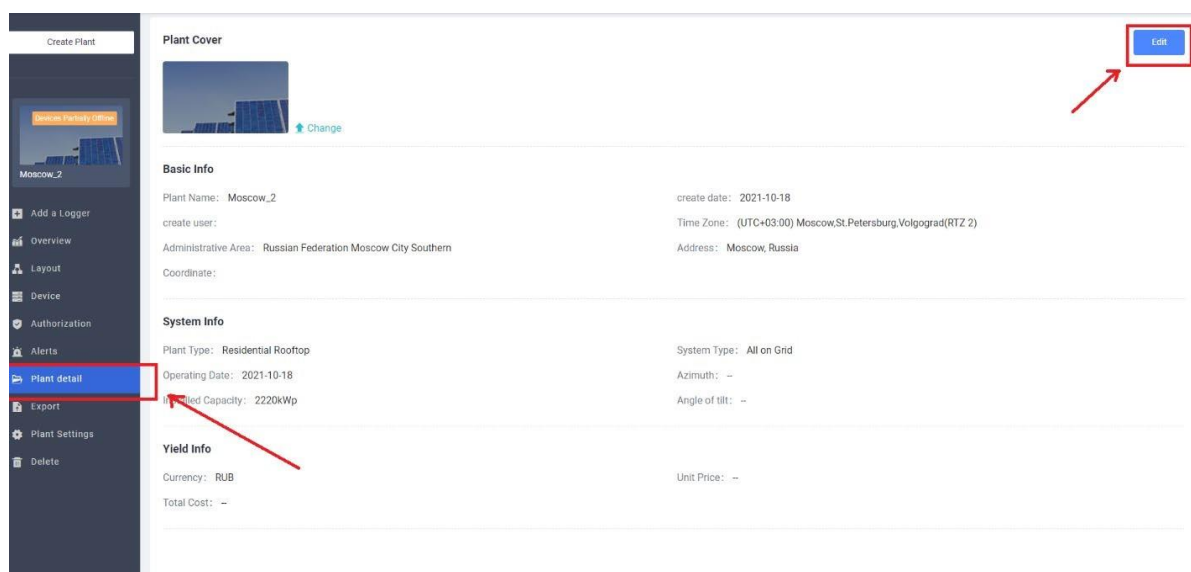 Create Plant
Devices Partially Offline
Moscow_2
Add a Logger
Overview
Layout
Device
Authorization
Alerts
Plant detail
Export
Plant Settings
Delete
Plant Cover
Edit
Change
Basic Info
Plant Name: Moscow_2
create date: 2021-10-18
create user:
Time Zone: (UTC+03:00) Moscow,St.Petersburg,Volgograd(RTZ 2)
Administrative Area: Russian Federation Moscow City Southern
Address: Moscow, Russia
Coordinate:
System Info
Plant Type: Residential Rooftop
System Type: All on Grid
Operating Date: 2021-10-18
Azimuth: --
Installed Capacity: 2220kWp
Angle of tilt: --
Yield Info
Currency: RUB
Unit Price: --
Total Cost: --